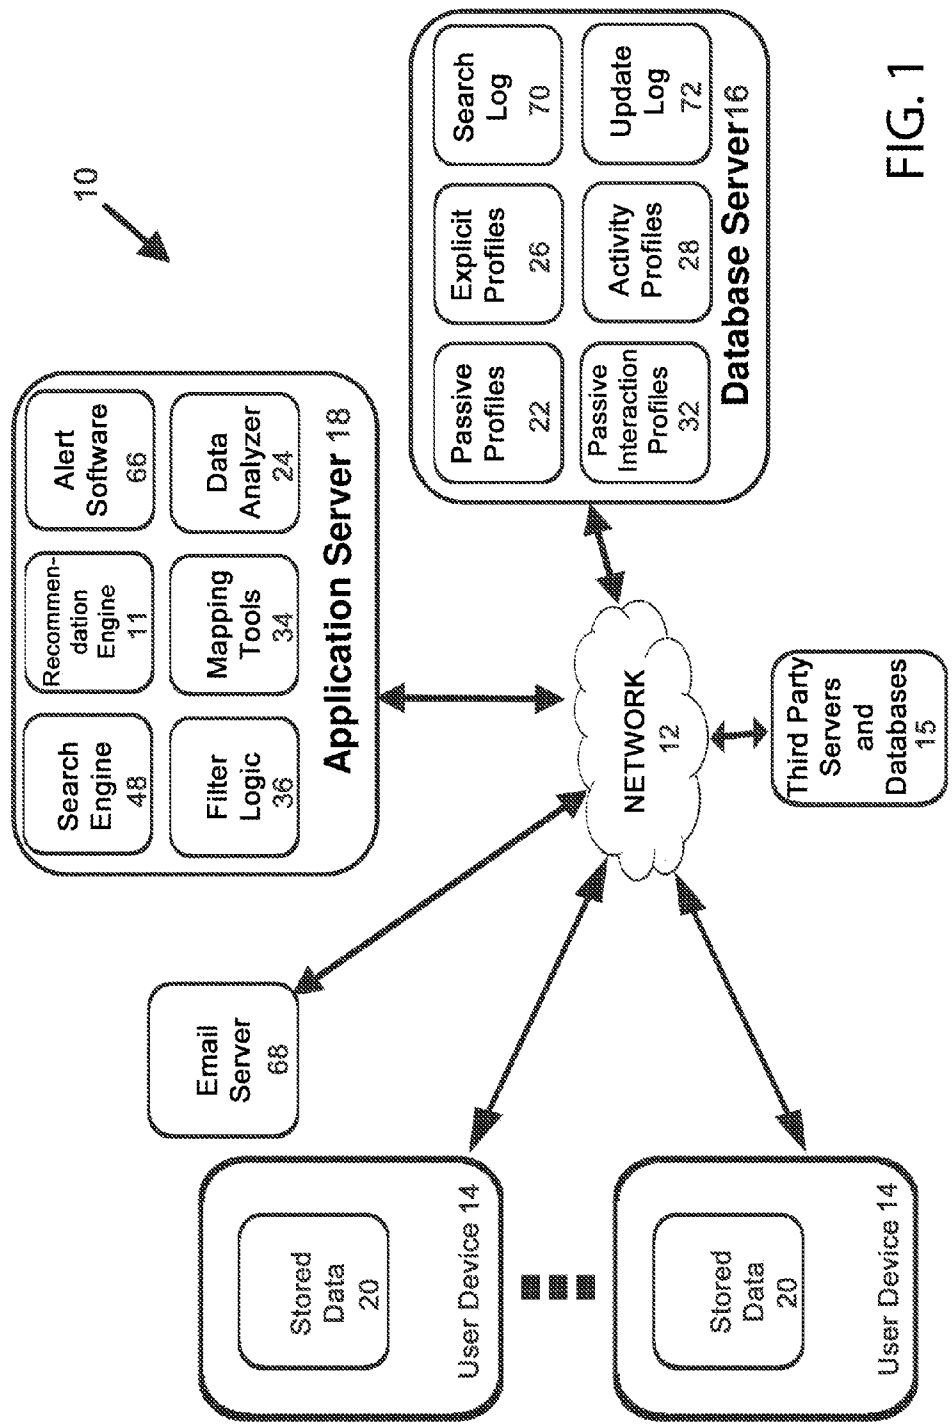 10
Search
Engine
48
Recommen-
dation
Engine
11
Alert
Software
66
Filter
Logic
36
Mapping
Tools
34
Data
Analyzer
24
Application Server 18
Email
Server
68
Stored
Data
20
User Device 14
Stored
Data
20
User Device 14
NETWORK
12
Third Party
Servers
and
Databases
15
Passive
Profiles
22
Explicit
Profiles
26
Search
Log
70
Passive
Interaction
Profiles
32
Activity
Profiles
28
Update
Log
72
Database Server16
FIG. 1